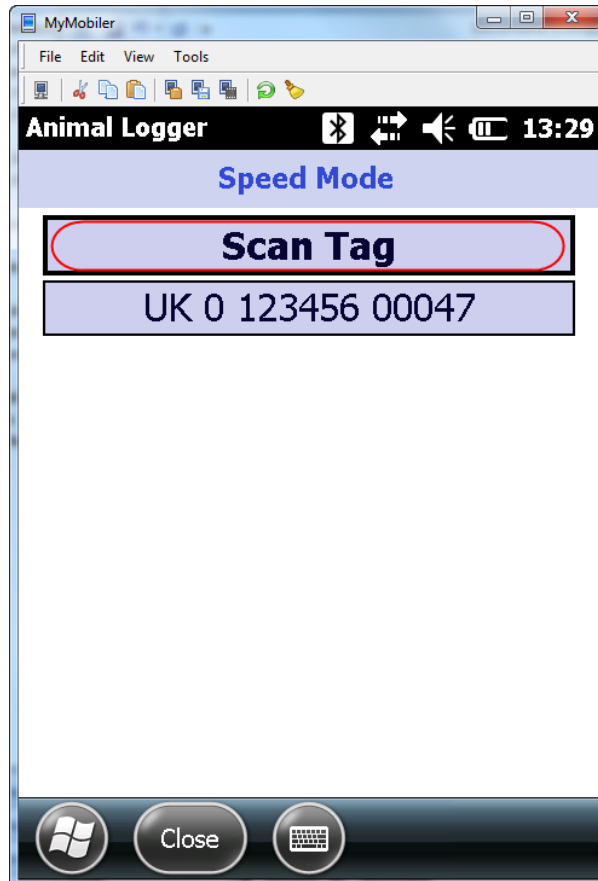 MyMobiler
File Edit View Tools
Animal Logger 13:29
Speed Mode
Scan Tag
UK 0 123456 00047
Close